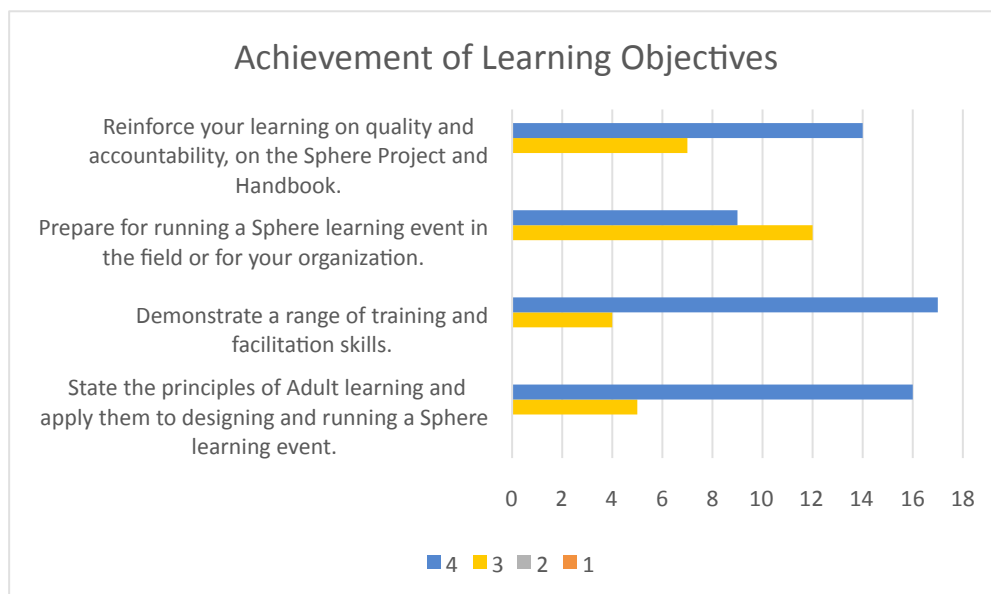 Achievement of Learning Objectives
Reinforce your learning on quality and
accountability, on the Sphere Project and
Handbook.
Prepare for running a Sphere learning event in
the field or for your organization.
Demonstrate a range of training and
facilitation skills.
State the principles of Adult learning and
apply them to designing and running a Sphere
learning event.
0 2 4 6 8 10 12 14 16 18
4 3 2 1